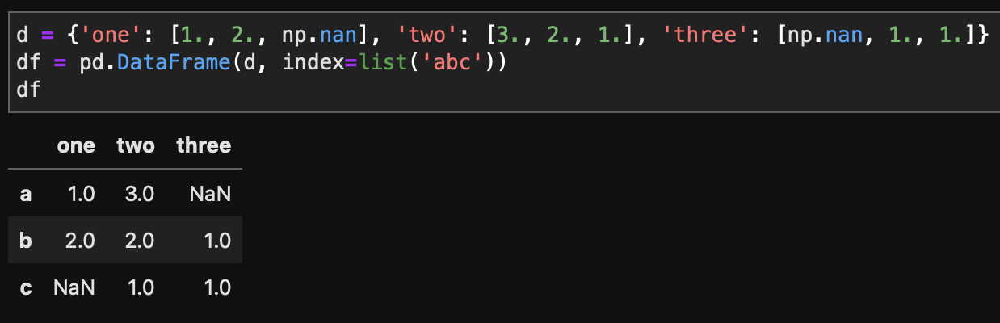 d = {'one': [1., 2., np.nan], 'two': [3., 2., 1.], 'three': [np.nan, 1., 1.]}
df = pd.DataFrame(d, index=list('abc'))
df
one two three
a 1.0 3.0 NaN
b 2.0 2.0 1.0
c NaN 1.0 1.0